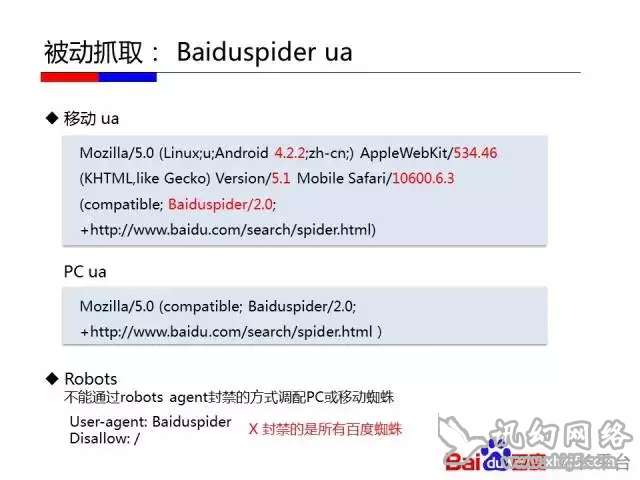 被动抓取： Baiduspider ua
◆ 移动 ua
Mozilla/5.0 (Linux;u;Android 4.2.2;zh-cn;) AppleWebKit/534.46
(KHTML,like Gecko) Version/5.1 Mobile Safari/10600.6.3
(compatible; Baiduspider/2.0;
+http://www.baidu.com/search/spider.html)
PC ua
Mozilla/5.0 (compatible; Baiduspider/2.0;
+http://www.baidu.com/search/spider.html )
◆ Robots
不能通过robots agent封禁的方式调配PC或移动蜘蛛
User-agent: Baiduspider
Disallow: /
X 封禁的是所有百度蜘蛛
讯幻网络
Bai du 百度
平台